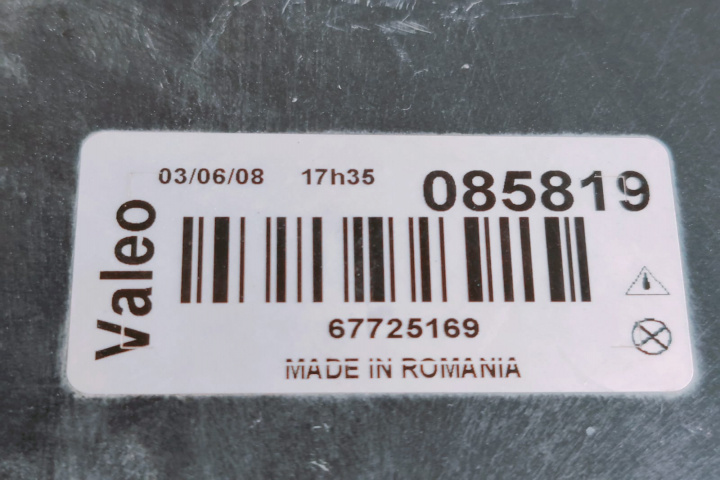 Valeo
03/06/08 17h35 085819
67725169
MADE IN ROMANIA